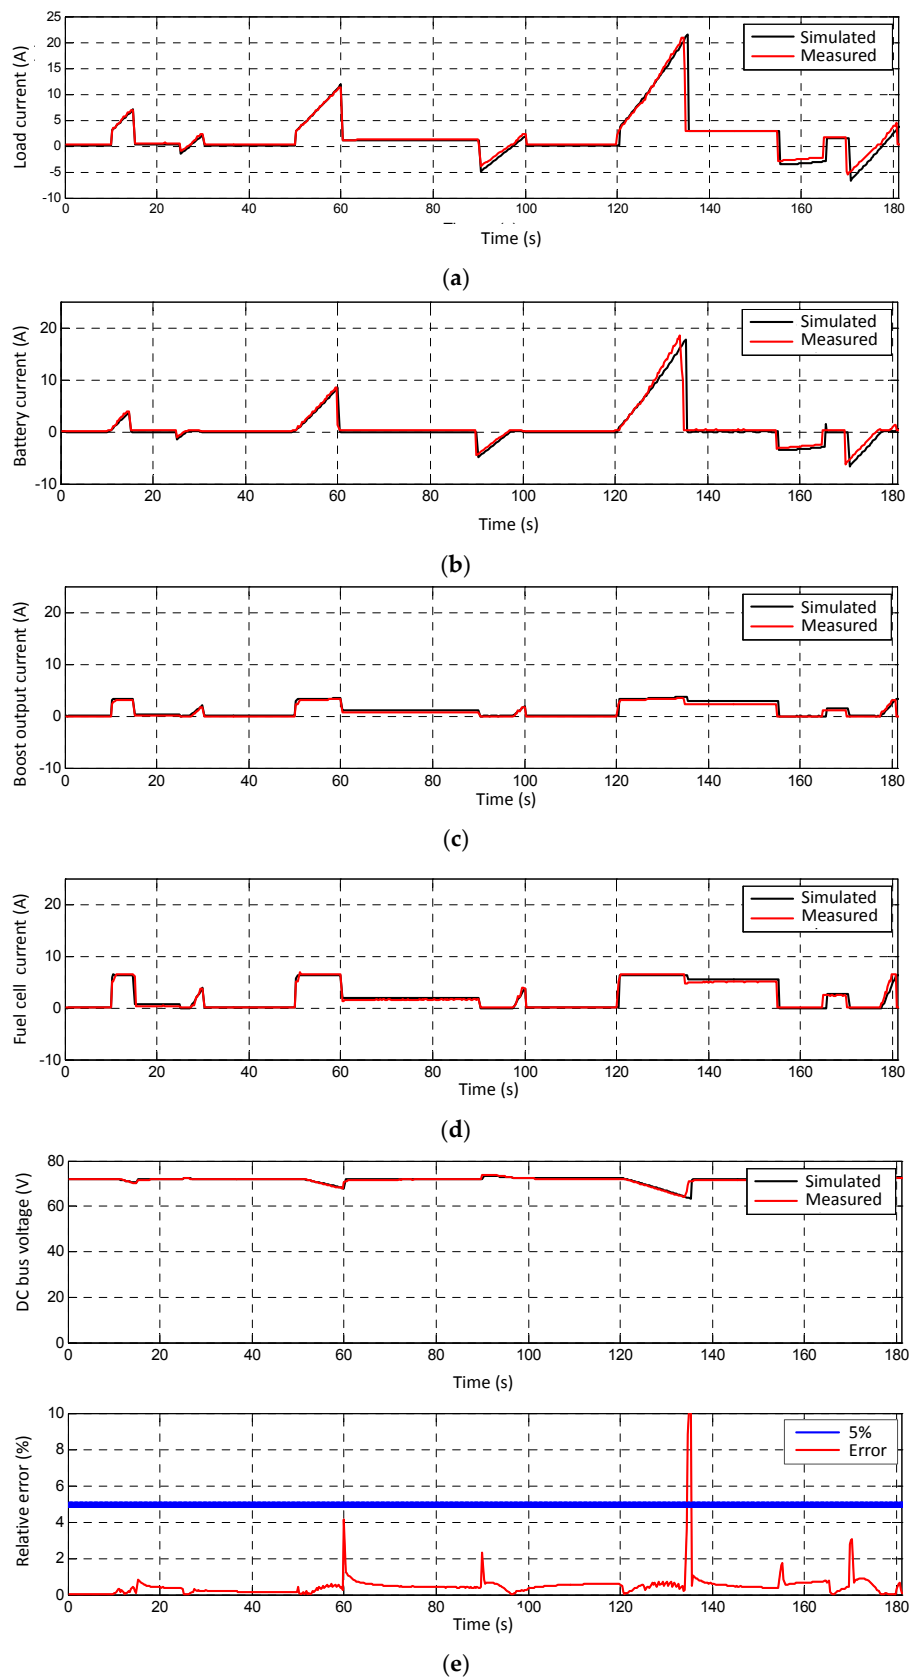 Load current (A)
25
20
15
10
5
0
-5
-10
Simulated
Measured
0 20 40 60 80 100 120 140 160 180
Time (s)
(a)
Battery current (A)
20
10
0
-10
Simulated
Measured
0 20 40 60 80 100 120 140 160 180
Time (s)
(b)
Boost output current (A)
20
10
0
-10
Simulated
Measured
0 20 40 60 80 100 120 140 160 180
Time (s)
(c)
Fuel cell current (A)
20
10
0
-10
Simulated
Measured
0 20 40 60 80 100 120 140 160 180
Time (s)
(d)
DC bus voltage (V)
80
60
40
20
0
Simulated
Measured
0 20 40 60 80 100 120 140 160 180
Time (s)
Relative error (%)
10
8
6
4
2
0
5%
Error
0 20 40 60 80 100 120 140 160 180
Time (s)
(e)